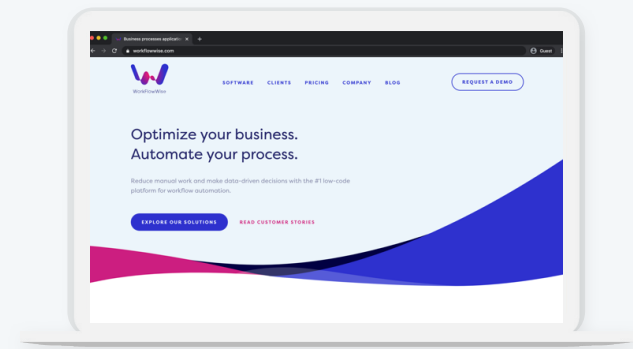 Business processes applicatio
workflowwise.com
Guest
WorkFlowWise
SOFTWARE CLIENTS PRICING COMPANY BLOG
REQUEST A DEMO
Optimize your business.
Automate your process.
Reduce manual work and make data-driven decisions with the #1 low-code
platform for workflow automation.
EXPLORE OUR SOLUTIONS
READ CUSTOMER STORIES